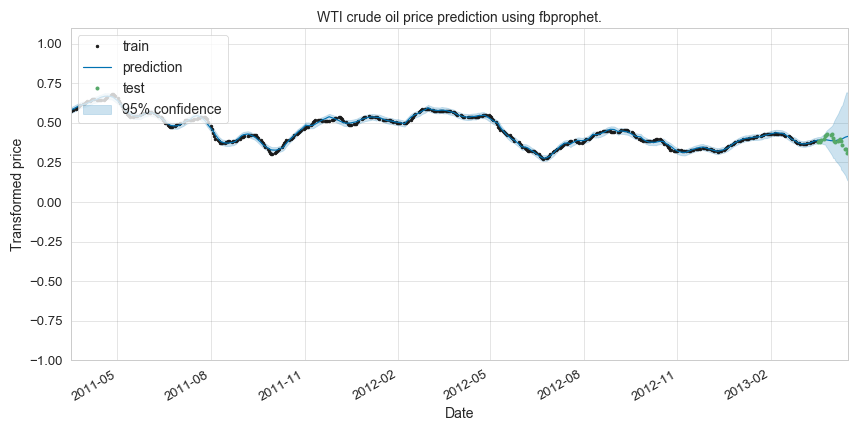 WTI crude oil price prediction using fbprophet.
train
prediction
test
95% confidence
Transformed price
1.00
0.75
0.50
0.25
0.00
−0.25
−0.50
−0.75
−1.00
2011-05
2011-08
2011-11
2012-02
2012-05
2012-08
2012-11
2013-02
Date